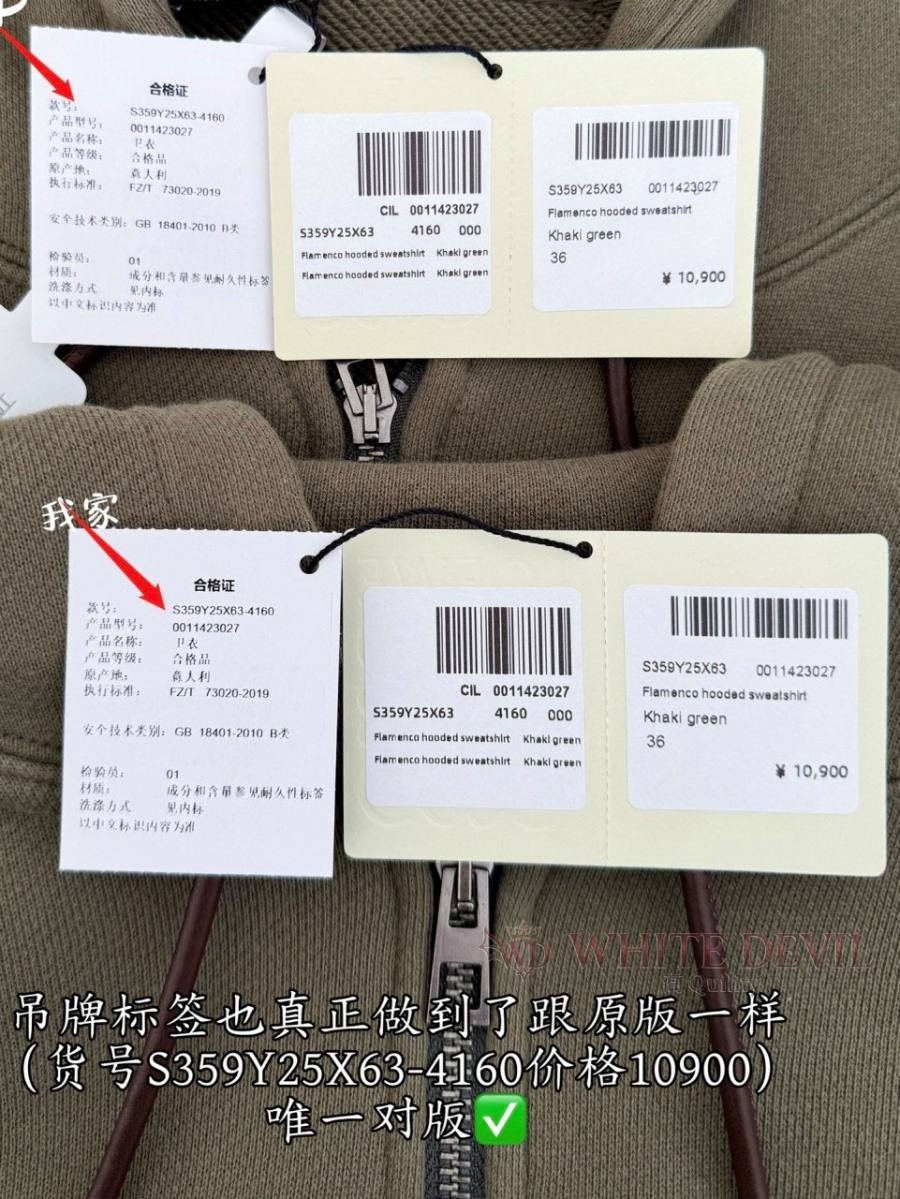 合格证
款号: S359Y25X63-4160
产品型号: 0011423027
产品名称: 卫衣
产品等级: 合格品
原产地: 意大利
执行标准: FZ/T 73020-2019
安全技术类别: GB 18401-2010 B类
检验员: 01
材质: 成分和含量参见耐久性标签
洗涤方式 见内标
以中文标识内容为准
CIL 0011423027
S359Y25X63 4160 000
Flamenco hooded sweatshirt Khaki green
Flamenco hooded sweatshirt Khaki green
S359Y25X63 0011423027
Flamenco hooded sweatshirt
Khaki green
36
¥ 10,900
我家
合格证
款号: S359Y25X63-4160
产品型号: 0011423027
产品名称: 卫衣
产品等级: 合格品
原产地: 意大利
执行标准: FZ/T 73020-2019
安全技术类别: GB 18401-2010 B类
检验员: 01
材质: 成分和含量参见耐久性标签
洗涤方式 见内标
以中文标识内容为准
CIL 0011423027
S359Y25X63 4160 000
Flamenco hooded sweatshirt Khaki green
Flamenco hooded sweatshirt Khaki green
S359Y25X63 0011423027
Flamenco hooded sweatshirt
Khaki green
36
¥ 10,900
WD WHITE DEVIL
吊牌标签也真正做到了跟原版一样
（货号S359Y25X63-4160价格10900）
唯一对版✅